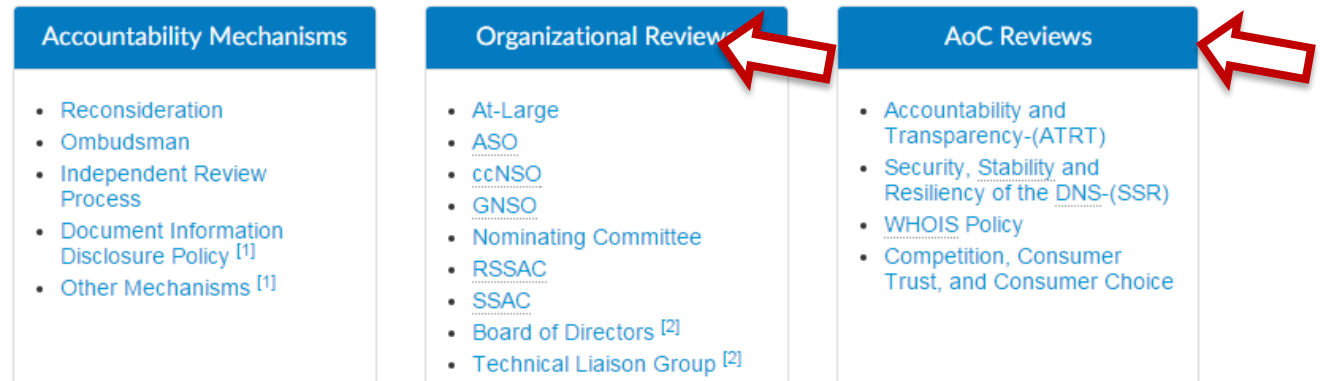 Accountability Mechanisms
Reconsideration
Ombudsman
Independent Review
Process
Document Information
Disclosure Policy [1]
Other Mechanisms [1]
Organizational Reviews
At-Large
ASO
ccNSO
GNSO
Nominating Committee
RSSAC
SSAC
Board of Directors [2]
Technical Liaison Group [2]
AoC Reviews
Accountability and
Transparency-(ATRT)
Security, Stability and
Resiliency of the DNS-(SSR)
WHOIS Policy
Competition, Consumer
Trust, and Consumer Choice